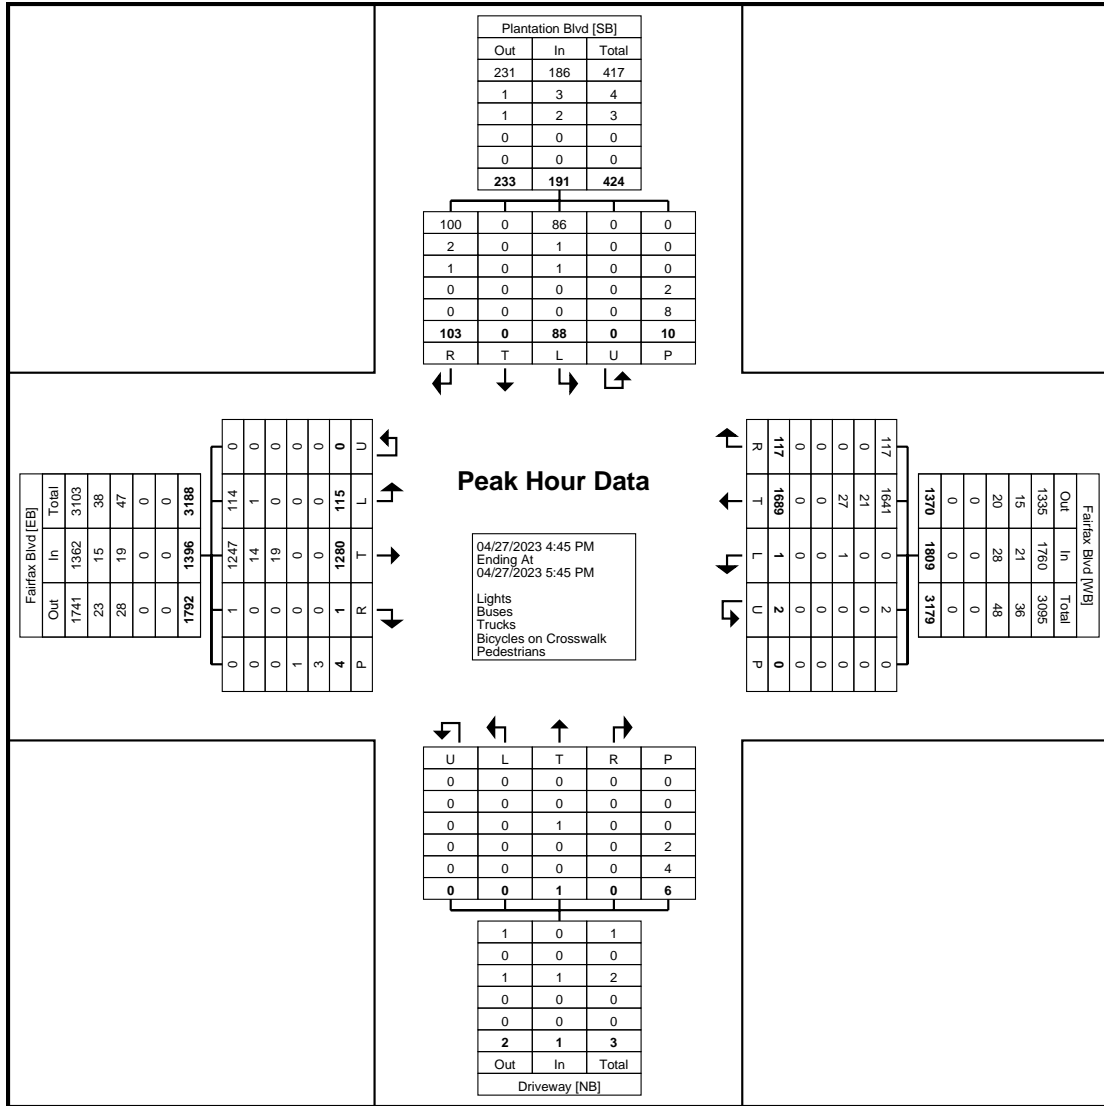 Plantation Blvd [SB]
Out In Total
231 186 417
1 3 4
1 2 3
0 0 0
0 0 0
233 191 424
100 0 86 0 0
2 0 1 0 0
1 0 1 0 0
0 0 0 0 2
0 0 0 0 8
103 0 88 0 10
R T L U P
Fairfax Blvd [EB]
Total 3103 38 47 0 0 3188
In 1362 15 19 0 0 1396
Out 1741 23 28 0 0 1792
0 0 0 0 0 0 U
114 1 0 0 0 115 L
1247 14 19 0 0 1280 T
1 0 0 0 0 1 R
0 0 0 1 3 4 P
Peak Hour Data
04/27/2023 4:45 PM
Ending At
04/27/2023 5:45 PM
Lights
Buses
Trucks
Bicycles on Crosswalk
Pedestrians
R 117 0 0 0 0 117
T 1689 0 0 27 21 1641
L 1 0 0 1 0 0
U 2 0 0 0 0 2
P 0 0 0 0 0 0
Fairfax Blvd [WB]
Out In Total
1335 1760 3095
15 21 36
20 28 48
0 0 0
0 0 0
1370 1809 3179
U L T R P
0 0 0 0 0
0 0 0 0 0
0 0 1 0 0
0 0 0 0 2
0 0 0 0 4
0 0 1 0 6
1 0 1
0 0 0
1 1 2
0 0 0
0 0 0
2 1 3
Out In Total
Driveway [NB]